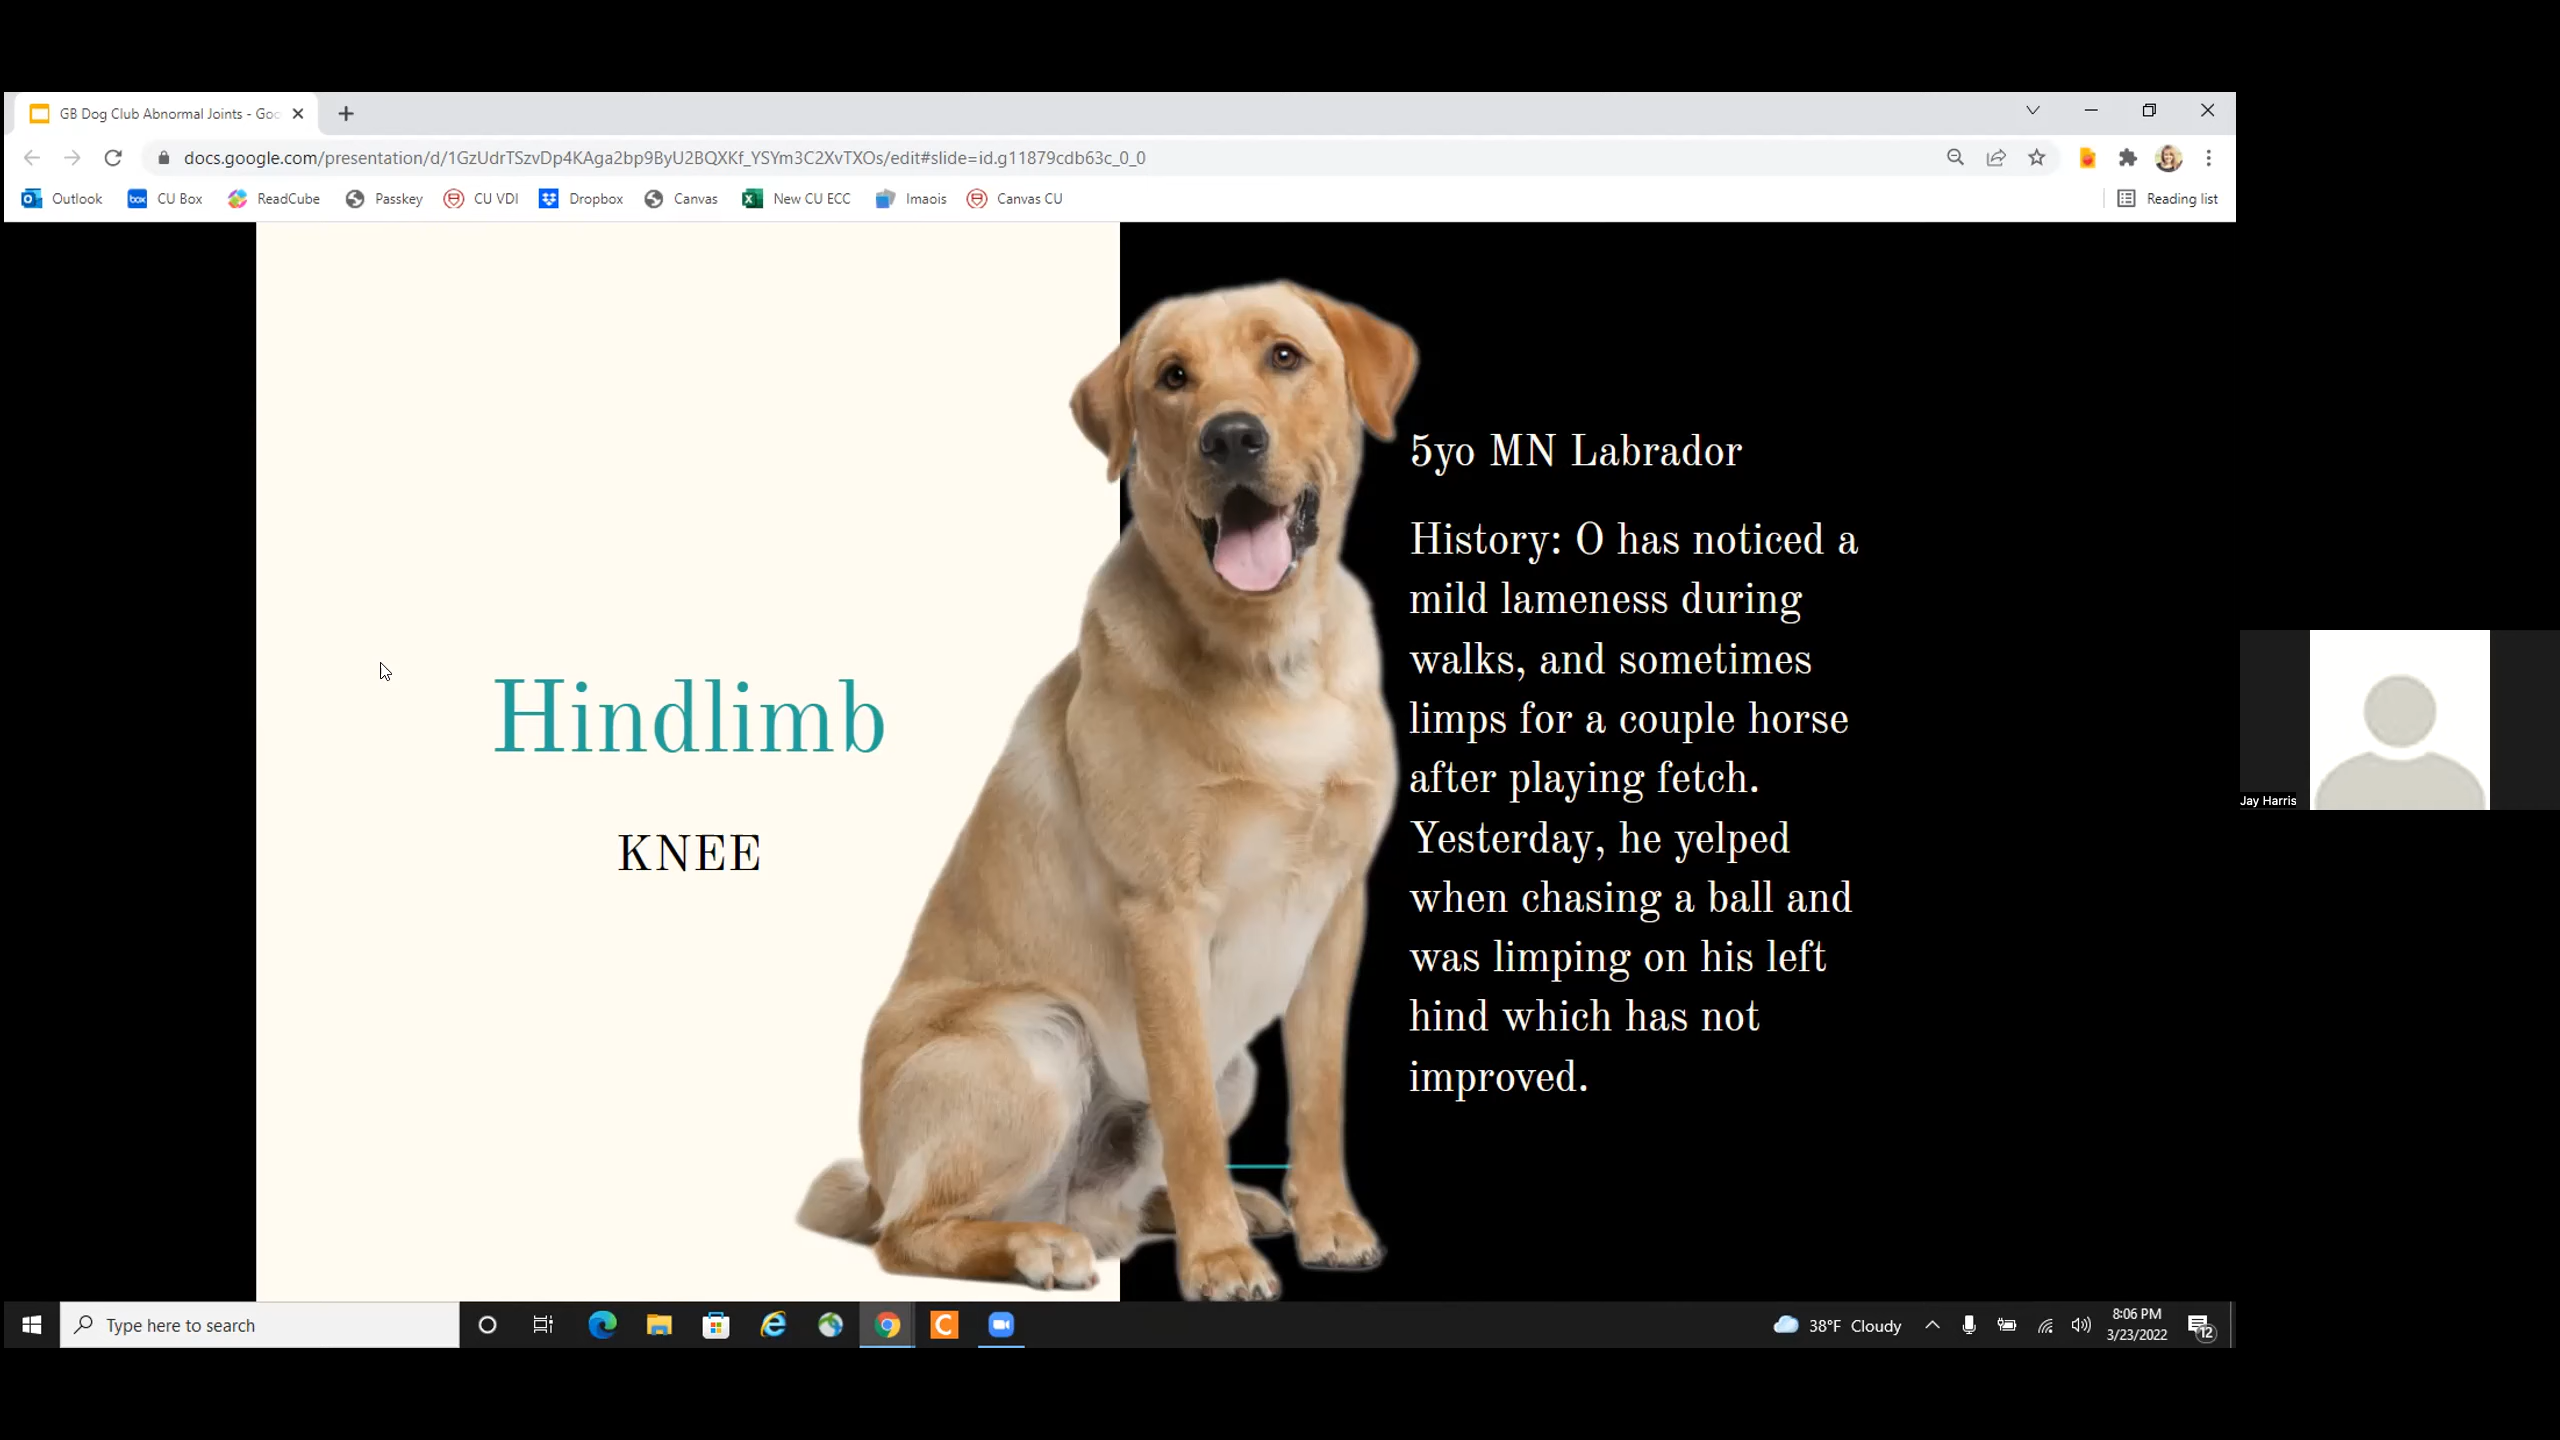 GB Dog Club Abnormal Joints - Goo
docs.google.com/presentation/d/1GzUdrTSzvDp4KAga2bp9ByU2BQXKf_YSYm3C2XvTXOs/edit#slide=id.g11879cdb63c_0_0
Outlook CU Box ReadCube Passkey CU VDI Dropbox Canvas New CU ECC Imaois Canvas CU Reading list
Hindlimb
KNEE
5yo MN Labrador
History: O has noticed a
mild lameness during
walks, and sometimes
limps for a couple horse
after playing fetch.
Yesterday, he yelped
when chasing a ball and
was limping on his left
hind which has not
improved.
Jay Harris
Type here to search
38°F Cloudy
8:06 PM
3/23/2022
12